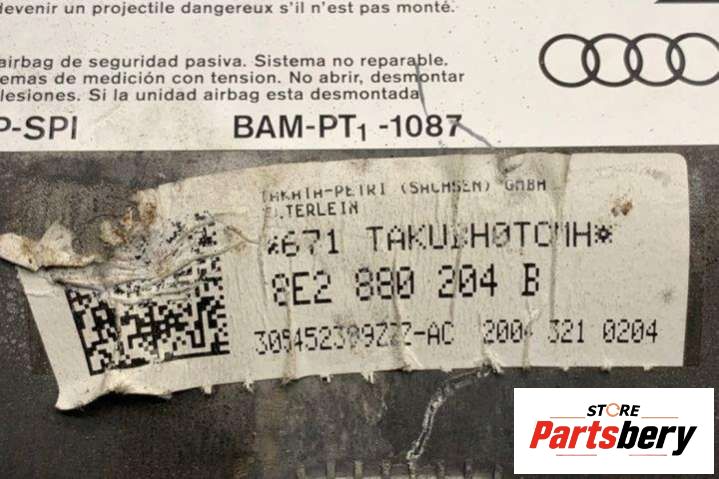 devenir un projectile dangereux s'il n'est pas monté.
airbag de seguridad pasiva. Sistema no reparable.
emas de medición con tension. No abrir, desmontar
lesiones. Si la unidad airbag esta desmontada
P-SPI BAM-PT1 -1087
TAKATA-PETRI (SACHSEN) GMBH
*671 TAKU
8E2 880 204 B
ZZZ-AC 2004 321 0204
STORE
Partsbery